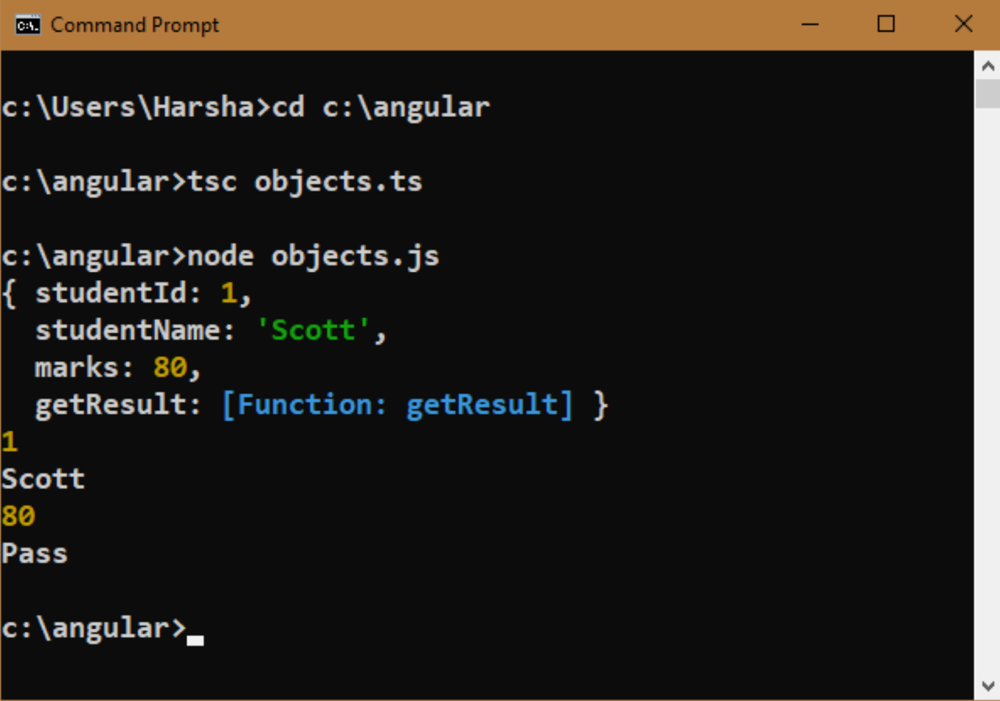 Command Prompt
c:\Users\Harsha>cd c:\angular
c:\angular>tsc objects.ts
c:\angular>node objects.js
{ studentId: 1,
  studentName: 'Scott',
  marks: 80,
  getResult: [Function: getResult] }
1
Scott
80
Pass
c:\angular>